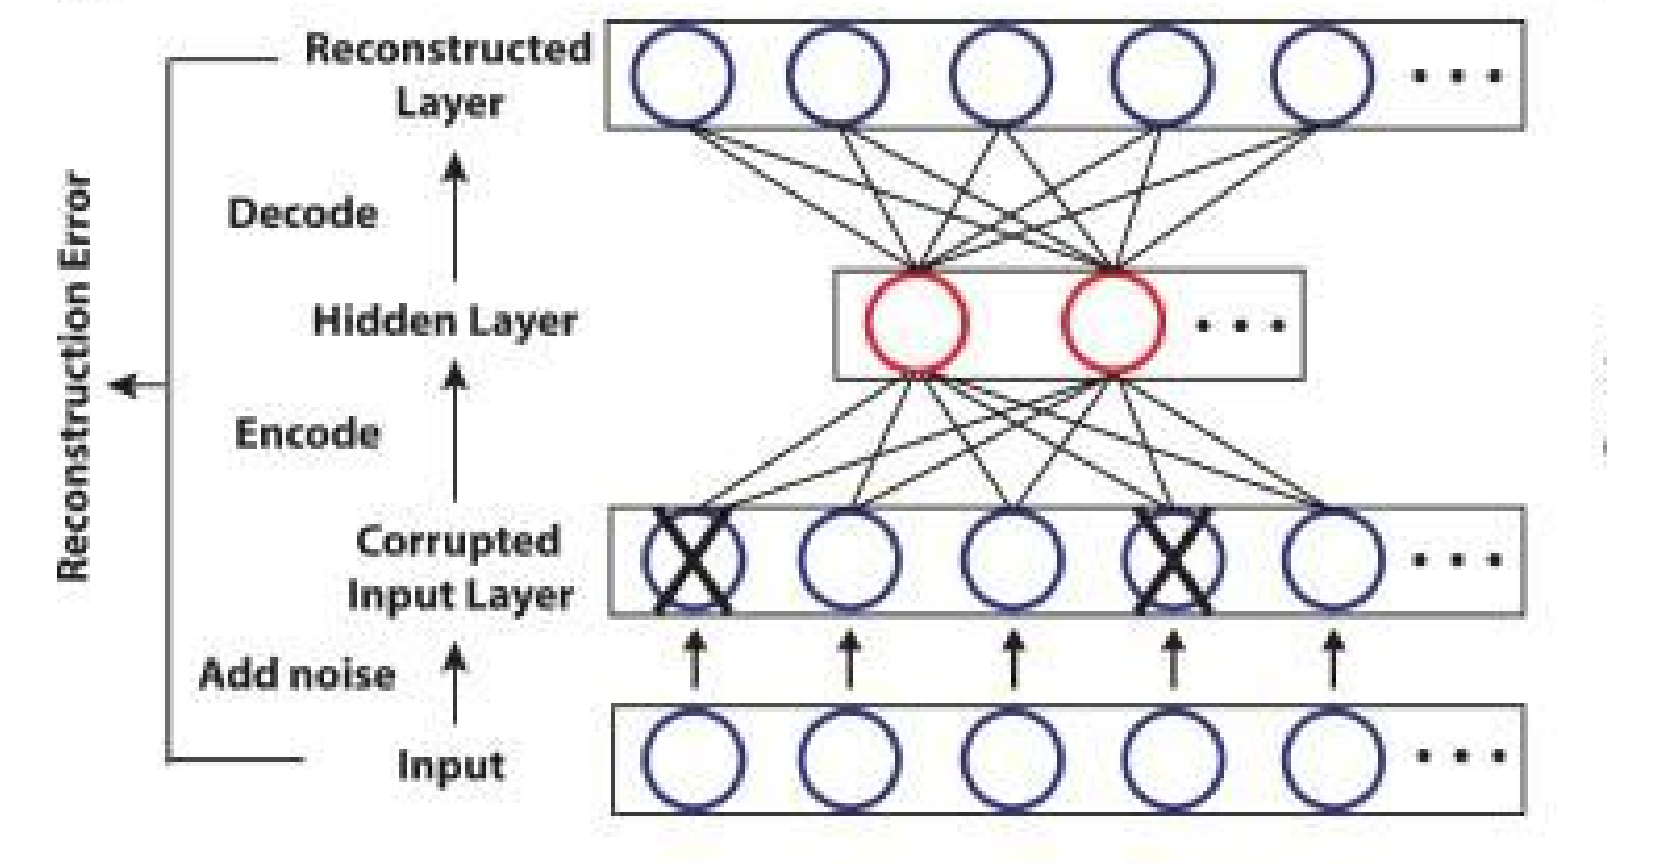 Reconstructed
Layer
Decode
Hidden Layer
Encode
Corrupted
Input Layer
Add noise
Input
Reconstruction Error